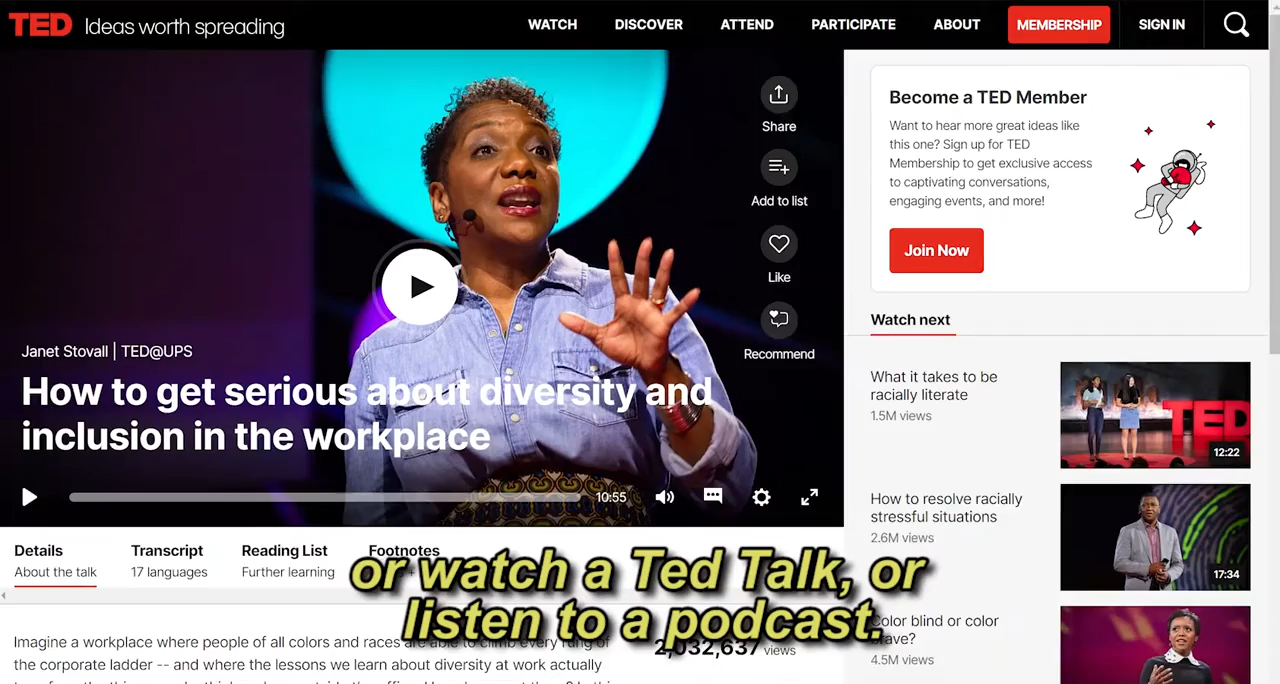 TED Ideas worth spreading
WATCH DISCOVER ATTEND PARTICIPATE ABOUT MEMBERSHIP SIGN IN
Share
Add to list
Like
Recommend
Janet Stovall | TED@UPS
How to get serious about diversity and
inclusion in the workplace
10:55
Details
About the talk
Transcript
17 languages
Reading List
Further learning
Footnotes
or watch a Ted Talk, or
listen to a podcast.
Imagine a workplace where people of all colors and races are able to climb every rung of
the corporate ladder -- and where the lessons we learn about diversity at work actually
2,032,637 views
Become a TED Member
Want to hear more great ideas like
this one? Sign up for TED
Membership to get exclusive access
to captivating conversations,
engaging events, and more!
Join Now
Watch next
What it takes to be
racially literate
1.5M views
TED
12:22
How to resolve racially
stressful situations
2.6M views
17:34
Color blind or color
brave?
4.5M views